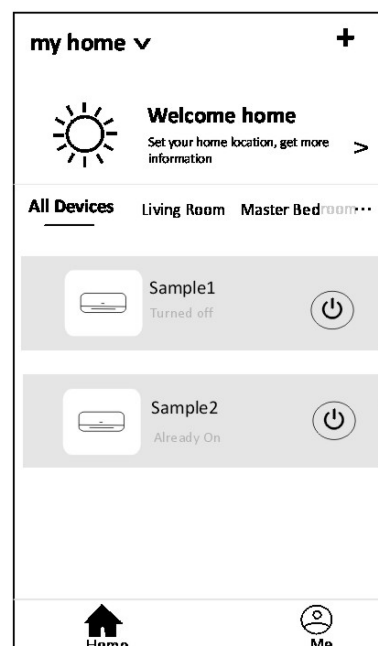 my home
Welcome home
Set your home location, get more
information
All Devices Living Room Master Bedroom...
Sample1
Turned off
Sample2
Already On
Home Me